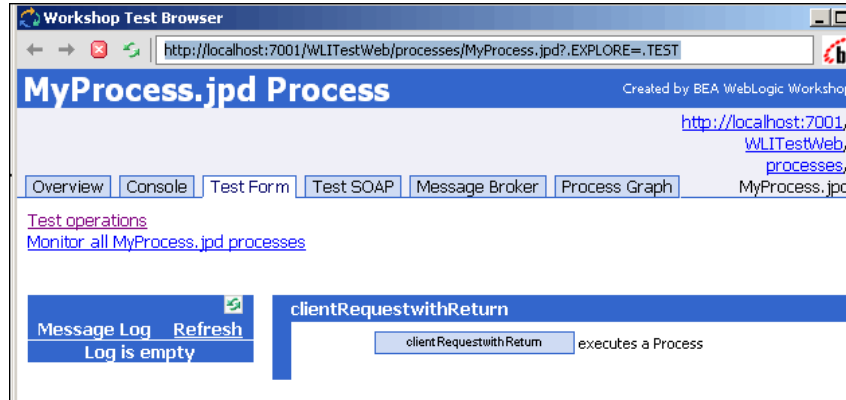 Workshop Test Browser
http://localhost:7001/WLITestWeb/processes/MyProcess.jpd?.EXPLORE=.TEST
MyProcess.jpd Process
Created by BEA WebLogic Workshop
http://localhost:7001/
WLITestWeb/
processes/
MyProcess.jpd
Overview Console Test Form Test SOAP Message Broker Process Graph
Test operations
Monitor all MyProcess.jpd processes
Message Log Refresh
Log is empty
clientRequestwithReturn
clientRequestwithReturn executes a Process